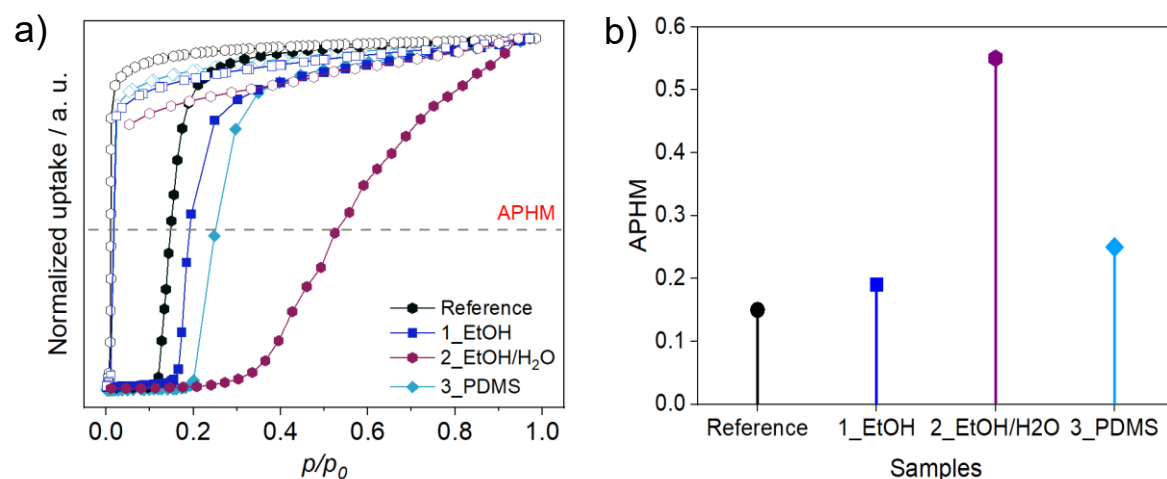 a)
Normalized uptake / a. u.
APHM
Reference
1_EtOH
2_EtOH/H₂O
3_PDMS
0.0 0.2 0.4 0.6 0.8 1.0
p/p₀
b)
0.6
0.5
0.4
0.3
0.2
0.1
0.0
APHM
Reference 1_EtOH 2_EtOH/H2O 3_PDMS
Samples